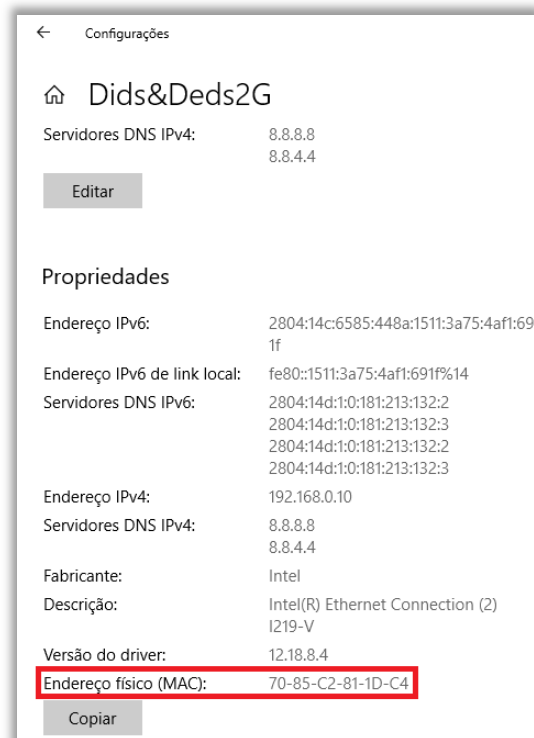 Configurações
Dids&Deds2G
Servidores DNS IPv4: 8.8.8.8
8.8.4.4
Editar
Propriedades
Endereço IPv6: 2804:14c:6585:448a:1511:3a75:4af1:69
1f
Endereço IPv6 de link local: fe80::1511:3a75:4af1:691f%14
Servidores DNS IPv6: 2804:14d:1:0:181:213:132:2
2804:14d:1:0:181:213:132:3
2804:14d:1:0:181:213:132:2
2804:14d:1:0:181:213:132:3
Endereço IPv4: 192.168.0.10
Servidores DNS IPv4: 8.8.8.8
8.8.4.4
Fabricante: Intel
Descrição: Intel(R) Ethernet Connection (2)
I219-V
Versão do driver: 12.18.8.4
Endereço físico (MAC): 70-85-C2-81-1D-C4
Copiar